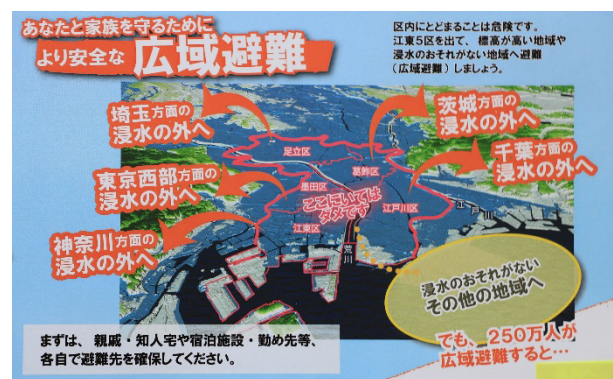 あなたと家族を守るために
より安全な 広域避難
区内にとどまることは危険です。
江東5区を出て、標高が高い地域や
浸水のおそれがない地域へ避難
(広域避難)しましょう。
埼玉方面の
浸水の外へ
茨城方面の
浸水の外へ
千葉方面の
浸水の外へ
東京西部方面の
浸水の外へ
神奈川方面の
浸水の外へ
足立区
葛飾区
墨田区
ここにいては
ダメです
江戸川区
江東区
荒川
江戸川
浸水のおそれがない
その他の地域へ
まずは、親戚・知人宅や宿泊施設・勤め先等、
各自で避難先を確保してください。
でも、250万人が
広域避難すると…